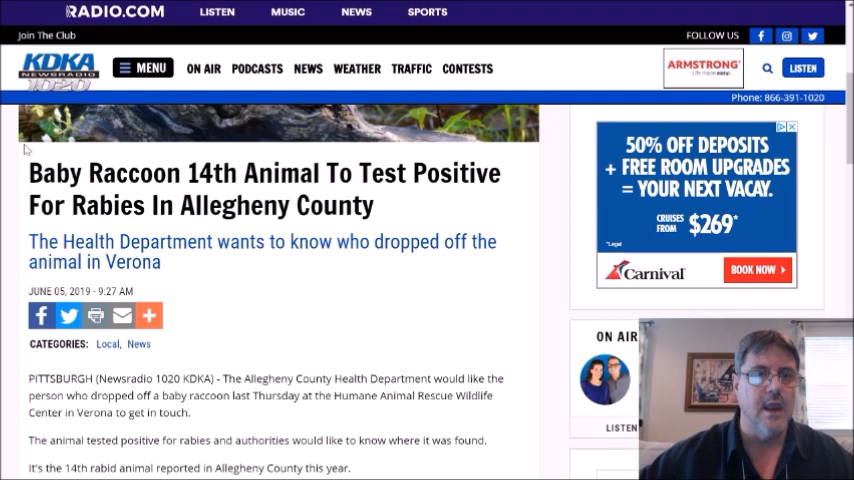 RADIO.COM
LISTEN
MUSIC
NEWS
SPORTS
Join The Club
FOLLOW US
KDKA
NEWSRADIO
1020
MENU
ON AIR
PODCASTS
NEWS
WEATHER
TRAFFIC
CONTESTS
ARMSTRONG
Life made easy!
LISTEN
Phone: 866-391-1020
Baby Raccoon 14th Animal To Test Positive
For Rabies In Allegheny County
The Health Department wants to know who dropped off the
animal in Verona
JUNE 05, 2019 - 9:27 AM
CATEGORIES: Local, News
PITTSBURGH (Newsradio 1020 KDKA) - The Allegheny County Health Department would like the
person who dropped off a baby raccoon last Thursday at the Humane Animal Rescue Wildlife
Center in Verona to get in touch.
The animal tested positive for rabies and authorities would like to know where it was found.
It's the 14th rabid animal reported in Allegheny County this year.
50% OFF DEPOSITS
+ FREE ROOM UPGRADES
= YOUR NEXT VACAY.
CRUISES
FROM
$269*
*Legal
Carnival
BOOK NOW
ON AIR
LISTEN